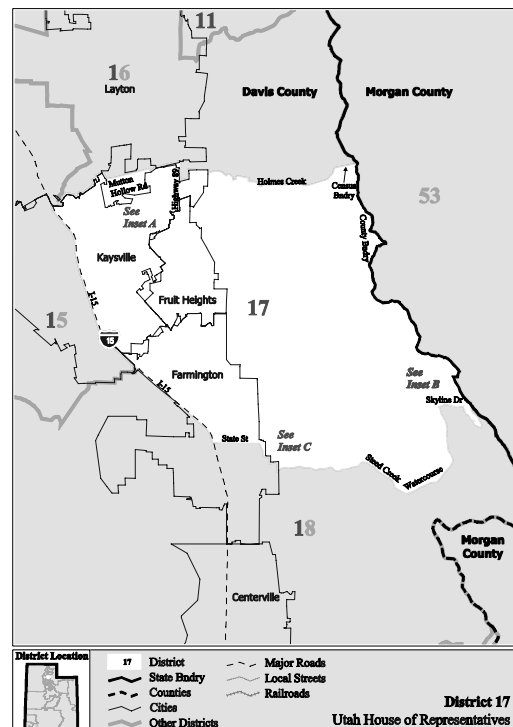 11
16
Layton
Davis County
Morgan County
Mutton
Hollow Rd
Highway 89
Holmes Creek
Census
Bndry
53
See
Inset A
County Bndry
Kaysville
I-15
Fruit Heights
17
15
15
Farmington
I-15
See
Inset B
Skyline Dr
State St
See
Inset C
Steed Creek
Watercourse
18
Morgan
County
Centerville
District Location
17 District
State Bndry
Counties
Cities
Other Districts
Major Roads
Local Streets
Railroads
District 17
Utah House of Representatives